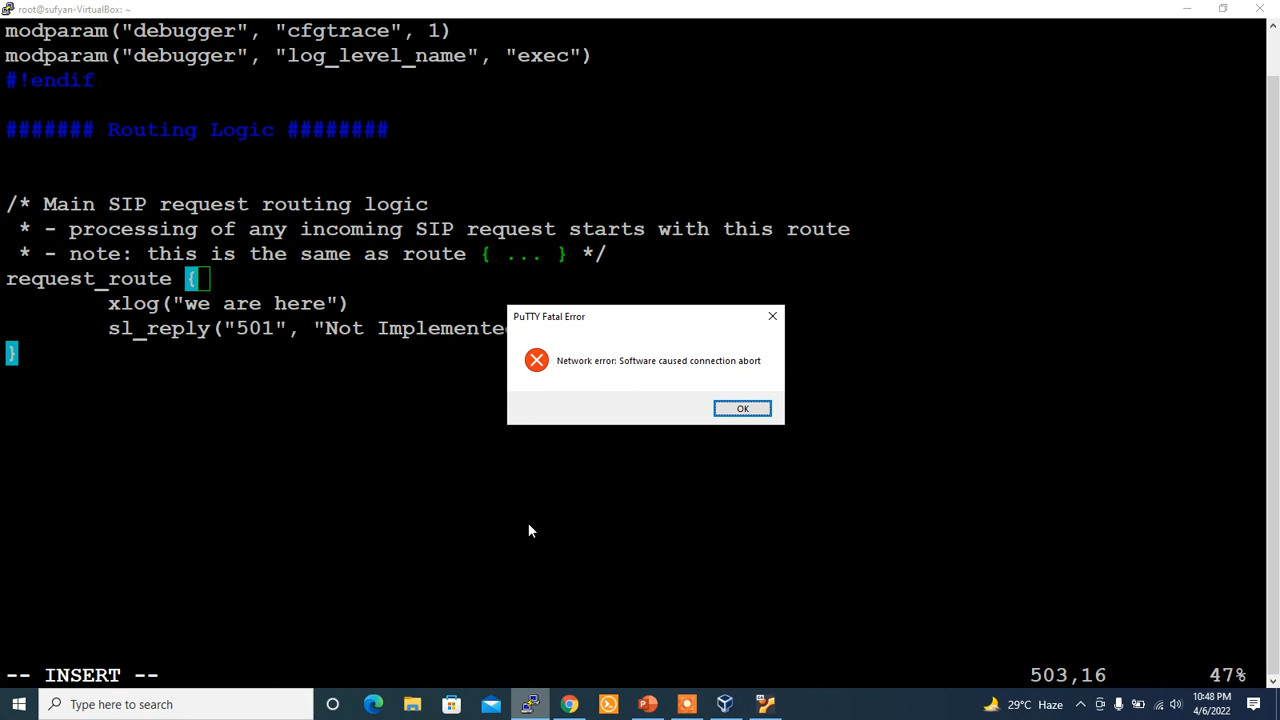 root@sufyan-VirtualBox: ~
modparam("debugger", "cfgtrace", 1)
modparam("debugger", "log_level_name", "exec")
#!endif
####### Routing Logic ########
/* Main SIP request routing logic
 * - processing of any incoming SIP request starts with this route
 * - note: this is the same as route { ... } */
request_route {
xlog("we are here")
sl_reply("501", "Not Implemente
}
PuTTY Fatal Error
Network error: Software caused connection abort
OK
-- INSERT --
503,16
47%
Type here to search
29°C Haze
10:48 PM
4/6/2022